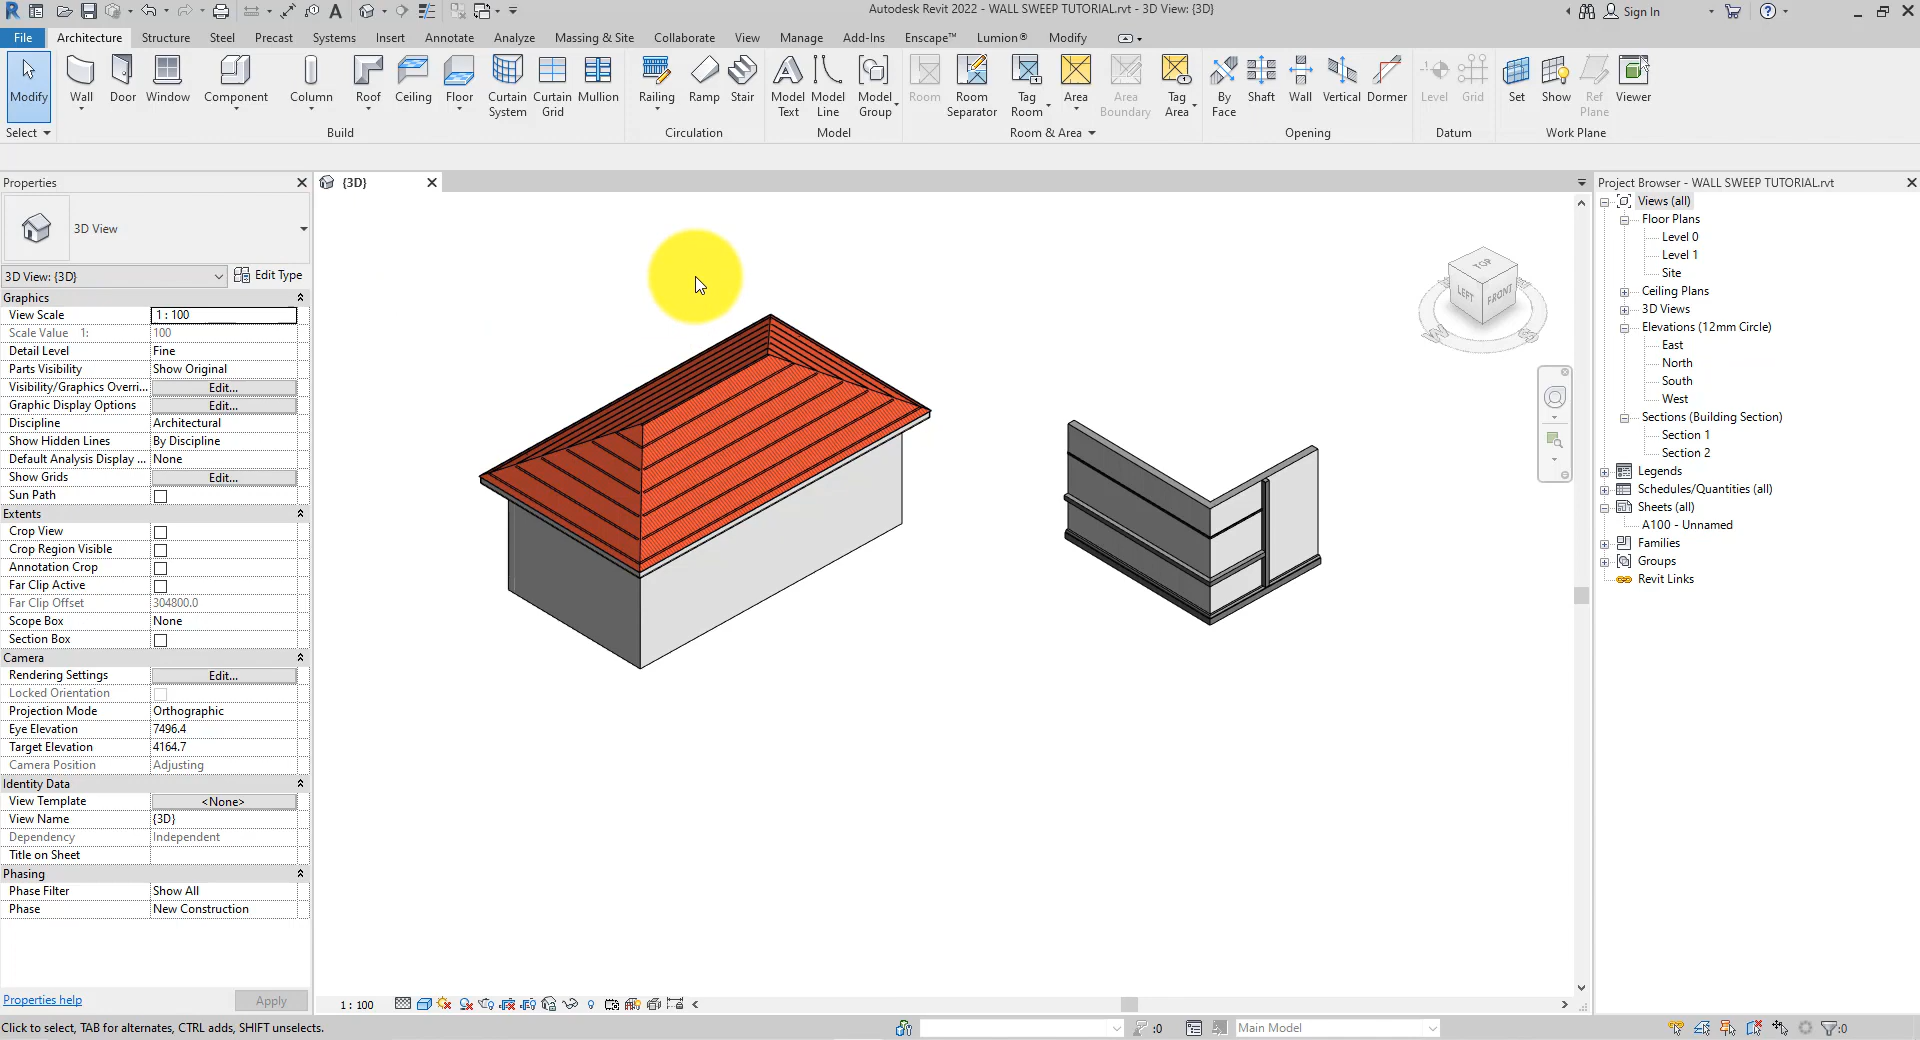 Autodesk Revit 2022 - WALL SWEEP TUTORIAL.rvt - 3D View: {3D}
Sign In
File Architecture Structure Steel Precast Systems Insert Annotate Analyze Massing & Site Collaborate View Manage Add-Ins Enscape™ Lumion® Modify
Modify Wall Door Window Component Column Roof Ceiling Floor Curtain System Curtain Grid Mullion Railing Ramp Stair Model Text Model Line Model Group Room Room Separator Tag Room Area Area Boundary Tag Area By Face Shaft Wall Vertical Dormer Level Grid Set Show Ref Plane Viewer
Select Build Circulation Model Room & Area Opening Datum Work Plane
Properties
3D View
3D View: {3D} Edit Type
Graphics
View Scale 1 : 100
Scale Value 1: 100
Detail Level Fine
Parts Visibility Show Original
Visibility/Graphics Overri... Edit...
Graphic Display Options Edit...
Discipline Architectural
Show Hidden Lines By Discipline
Default Analysis Display ... None
Show Grids Edit...
Sun Path
Extents
Crop View
Crop Region Visible
Annotation Crop
Far Clip Active
Far Clip Offset 304800.0
Scope Box None
Section Box
Camera
Rendering Settings Edit...
Locked Orientation
Projection Mode Orthographic
Eye Elevation 7496.4
Target Elevation 4164.7
Camera Position Adjusting
Identity Data
View Template <None>
View Name {3D}
Dependency Independent
Title on Sheet
Phasing
Phase Filter Show All
Phase New Construction
Properties help Apply
{3D}
TOP
LEFT FRONT
W S
1 : 100
Project Browser - WALL SWEEP TUTORIAL.rvt
Views (all)
Floor Plans
Level 0
Level 1
Site
Ceiling Plans
3D Views
Elevations (12mm Circle)
East
North
South
West
Sections (Building Section)
Section 1
Section 2
Legends
Schedules/Quantities (all)
Sheets (all)
A100 - Unnamed
Families
Groups
Revit Links
Click to select, TAB for alternates, CTRL adds, SHIFT unselects. :0 Main Model :0